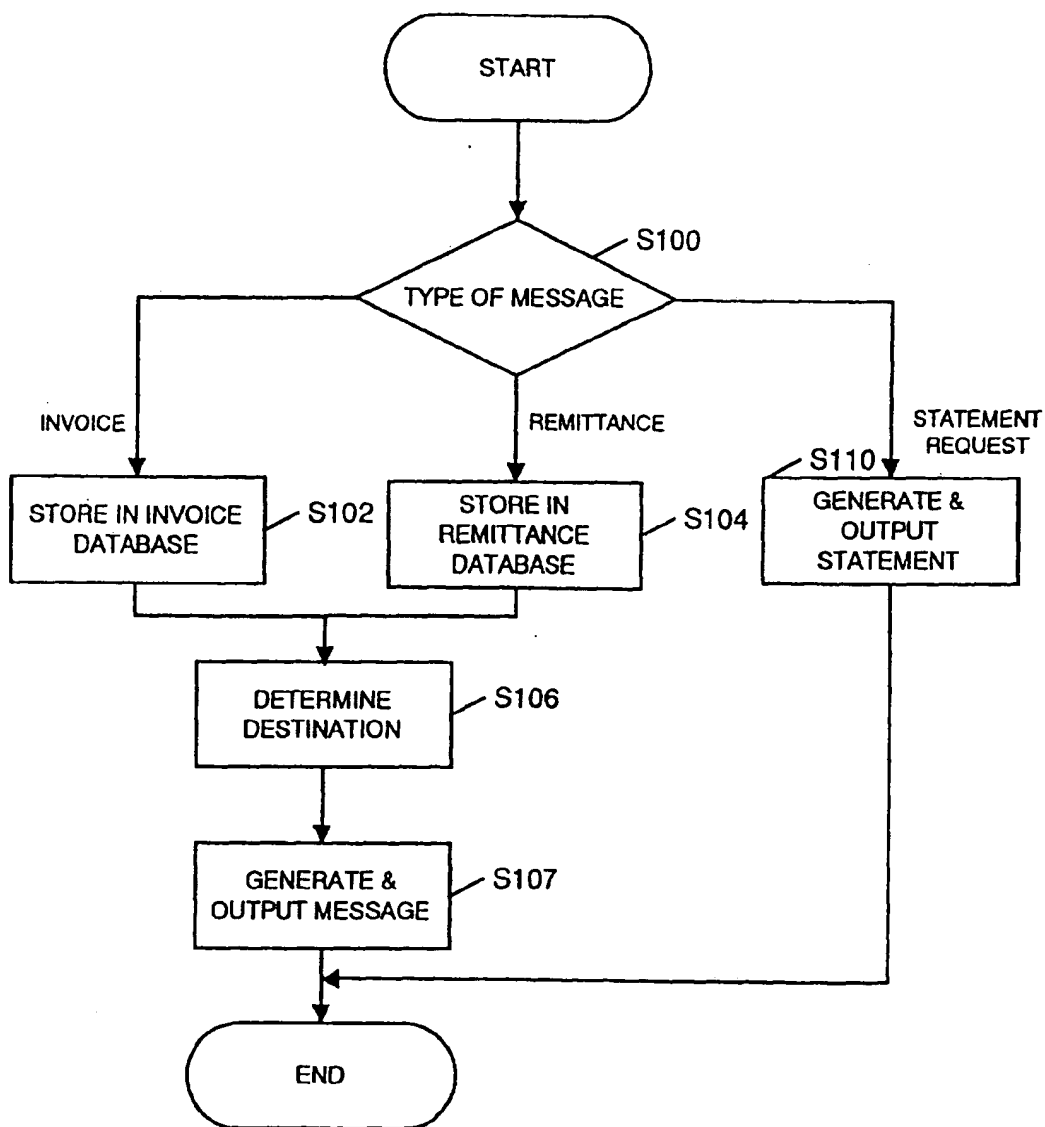 START
S100
TYPE OF MESSAGE
INVOICE
REMITTANCE
STATEMENT
REQUEST
STORE IN INVOICE
DATABASE
S102
STORE IN
REMITTANCE
DATABASE
S104
S110
GENERATE &
OUTPUT
STATEMENT
DETERMINE
DESTINATION
S106
GENERATE &
OUTPUT MESSAGE
S107
END